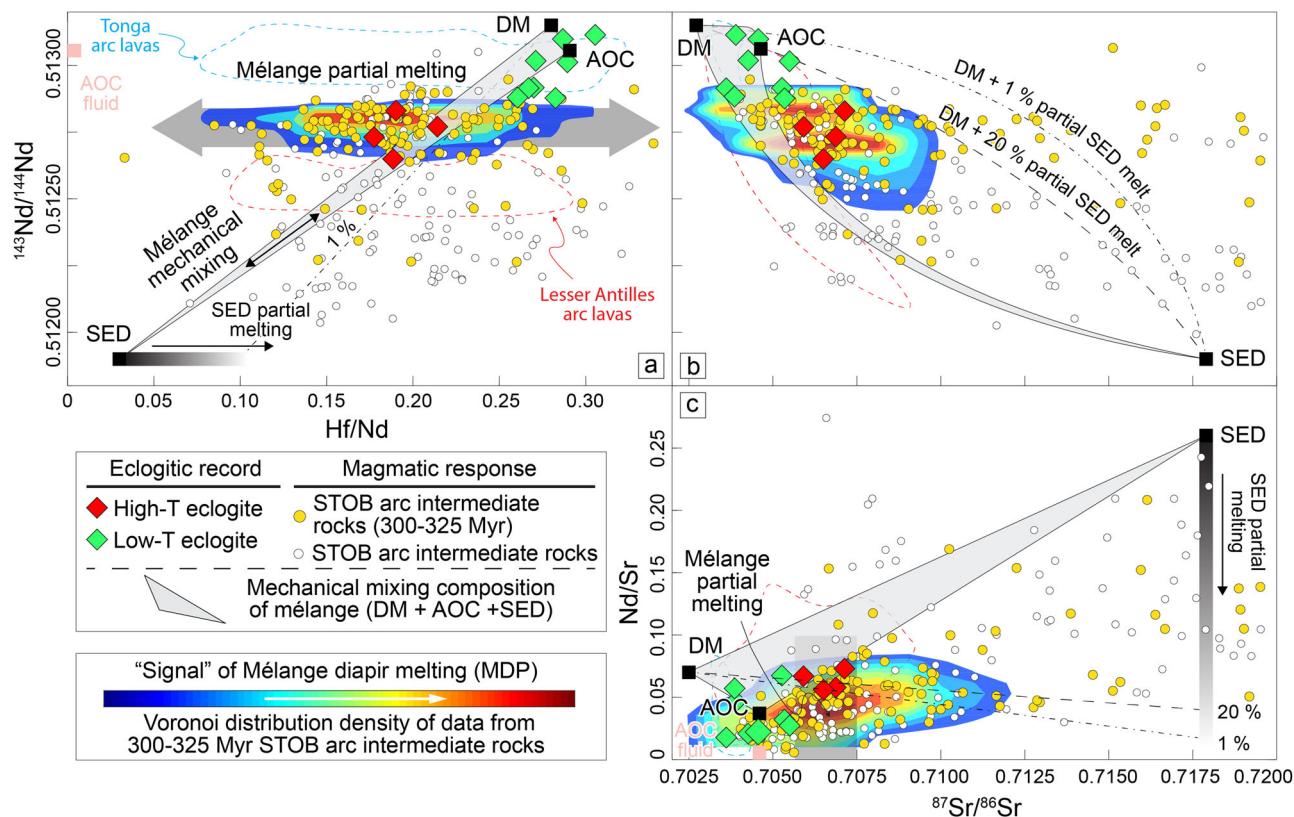 Tonga
arc lavas
DM
AOC
AOC
fluid
Mélange partial melting
Mélange
mechanical
mixing
1 %
SED partial
melting
SED
Lesser Antilles
arc lavas
a
0.51300
0.51250
0.51200
143Nd/144Nd
0
0.05
0.10
0.15
0.20
0.25
0.30
Hf/Nd
DM
AOC
DM + 1 % partial SED melt
DM + 20 % partial SED melt
SED
b
c
SED
SED partial
melting
Mélange
partial
melting
DM
AOC
AOC
fluid
20 %
1 %
0.25
0.20
0.15
0.10
0.05
0
Nd/Sr
0.7025
0.7050
0.7075
0.7100
0.7125
0.7150
0.7175
0.7200
87Sr/86Sr
Eclogitic record
Magmatic response
High-T eclogite
Low-T eclogite
STOB arc intermediate
rocks (300-325 Myr)
STOB arc intermediate rocks
Mechanical mixing composition
of mélange (DM + AOC +SED)
“Signal” of Mélange diapir melting (MDP)
Voronoi distribution density of data from
300-325 Myr STOB arc intermediate rocks